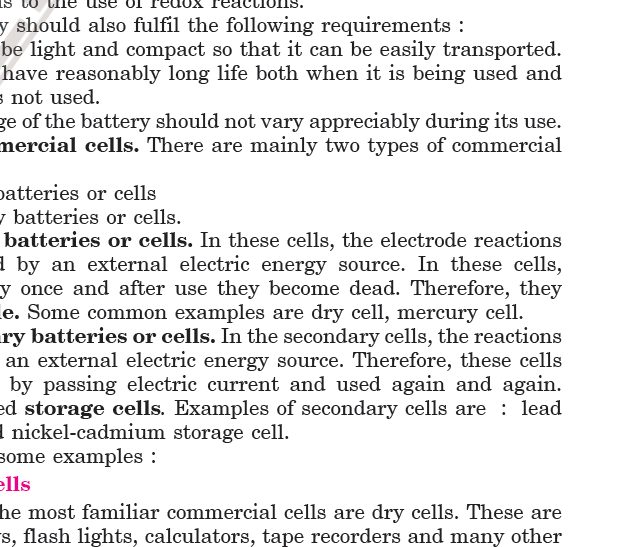 is to the use of redox reactions.
y should also fulfil the following requirements :
be light and compact so that it can be easily transported.
have reasonably long life both when it is being used and
s not used.
ge of the battery should not vary appreciably during its use.
mercial cells. There are mainly two types of commercial
batteries or cells
y batteries or cells.
batteries or cells. In these cells, the electrode reactions
d by an external electric energy source. In these cells,
y once and after use they become dead. Therefore, they
le. Some common examples are dry cell, mercury cell.
ry batteries or cells. In the secondary cells, the reactions
an external electric energy source. Therefore, these cells
by passing electric current and used again and again.
ed storage cells. Examples of secondary cells are : lead
d nickel-cadmium storage cell.
some examples :
ells
he most familiar commercial cells are dry cells. These are
s, flash lights, calculators, tape recorders and many other